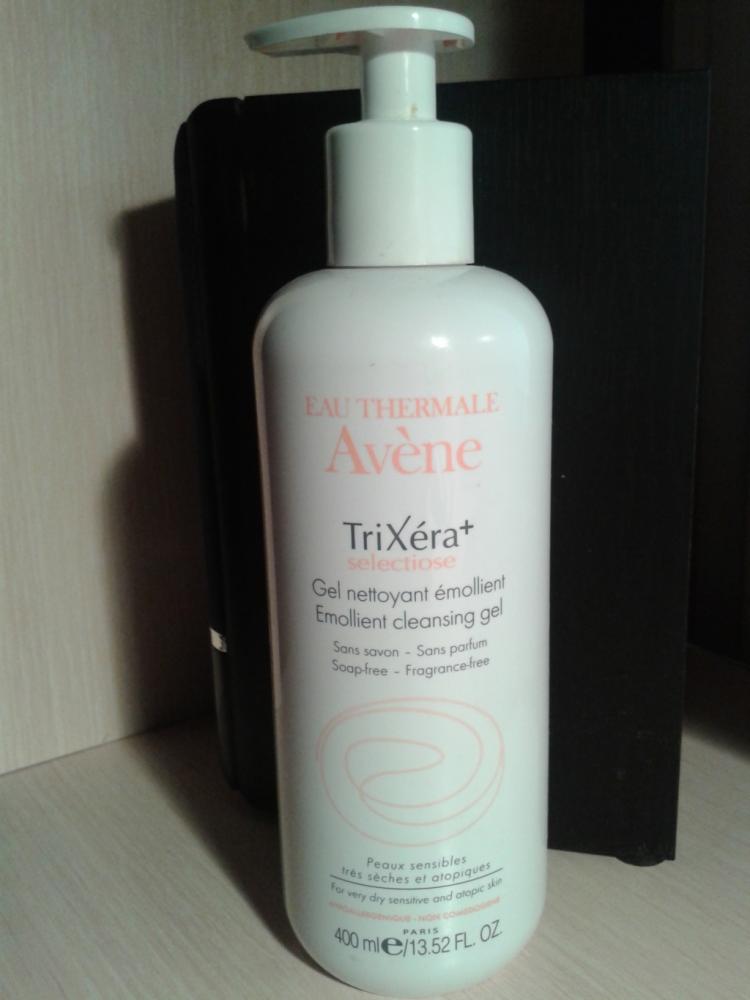 EAU THERMALE
Avène
TriXéra+
selectiose
Gel nettoyant émollient
Emollient cleansing gel
Sans savon - Sans parfum
Soap-free - Fragrance-free
Peaux sensibles
très sèches et atopiques
For very dry sensitive and atopic skin
HYPOALLERGÉNIQUE - NON COMÉDOGÈNE
PARIS
400 ml e/13.52 FL. OZ.